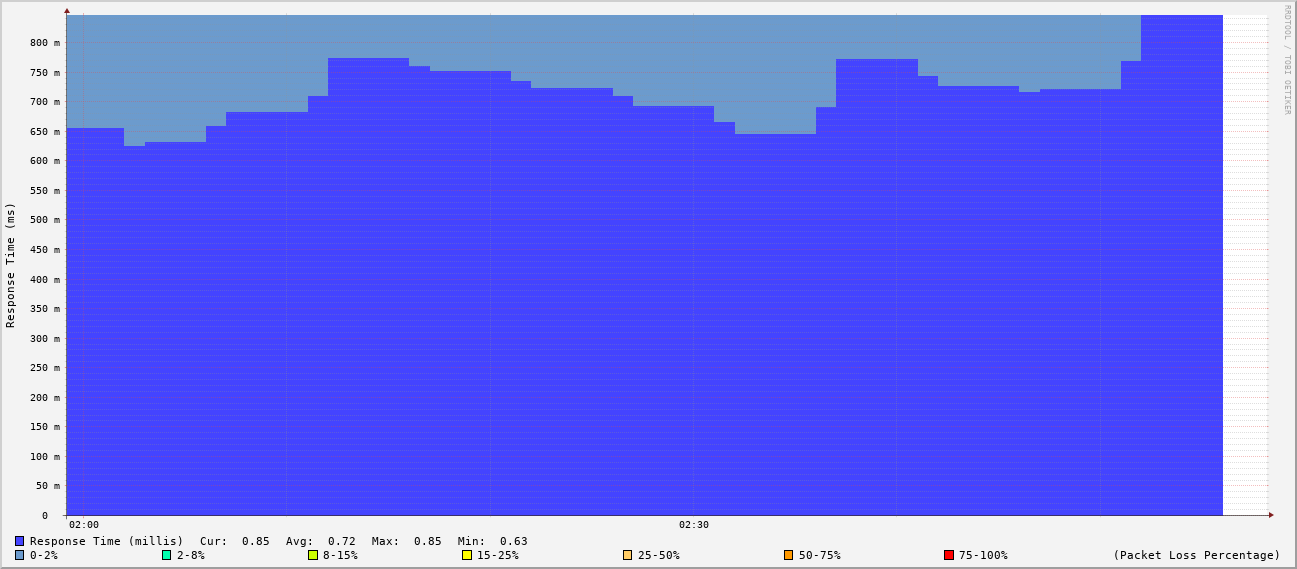 RRDTOOL / TOBI OETIKER
Response Time (ms)
800 m
750 m
700 m
650 m
600 m
550 m
500 m
450 m
400 m
350 m
300 m
250 m
200 m
150 m
100 m
50 m
0
02:00 02:30
Response Time (millis) Cur: 0.85 Avg: 0.72 Max: 0.85 Min: 0.63
0-2% 2-8% 8-15% 15-25% 25-50% 50-75% 75-100% (Packet Loss Percentage)